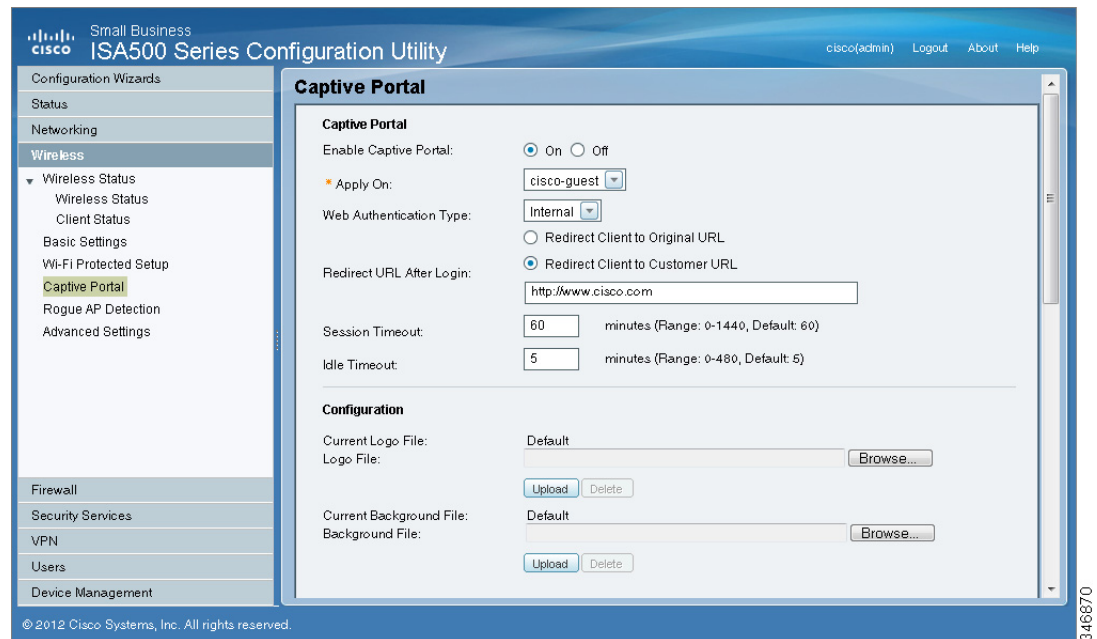 Small Business
cisco ISA500 Series Configuration Utility
cisco(admin) Logout About Help
Configuration Wizards
Status
Networking
Wireless
Wireless Status
Wireless Status
Client Status
Basic Settings
Wi-Fi Protected Setup
Captive Portal
Rogue AP Detection
Advanced Settings
Firewall
Security Services
VPN
Users
Device Management
Captive Portal
Captive Portal
Enable Captive Portal: On Off
* Apply On: cisco-guest
Web Authentication Type: Internal
Redirect Client to Original URL
Redirect URL After Login: Redirect Client to Customer URL
http://www.cisco.com
Session Timeout: 60 minutes (Range: 0-1440, Default: 60)
Idle Timeout: 5 minutes (Range: 0-480, Default: 5)
Configuration
Current Logo File: Default
Logo File: Browse...
Upload Delete
Current Background File: Default
Background File: Browse...
Upload Delete
© 2012 Cisco Systems, Inc. All rights reserved.
346870